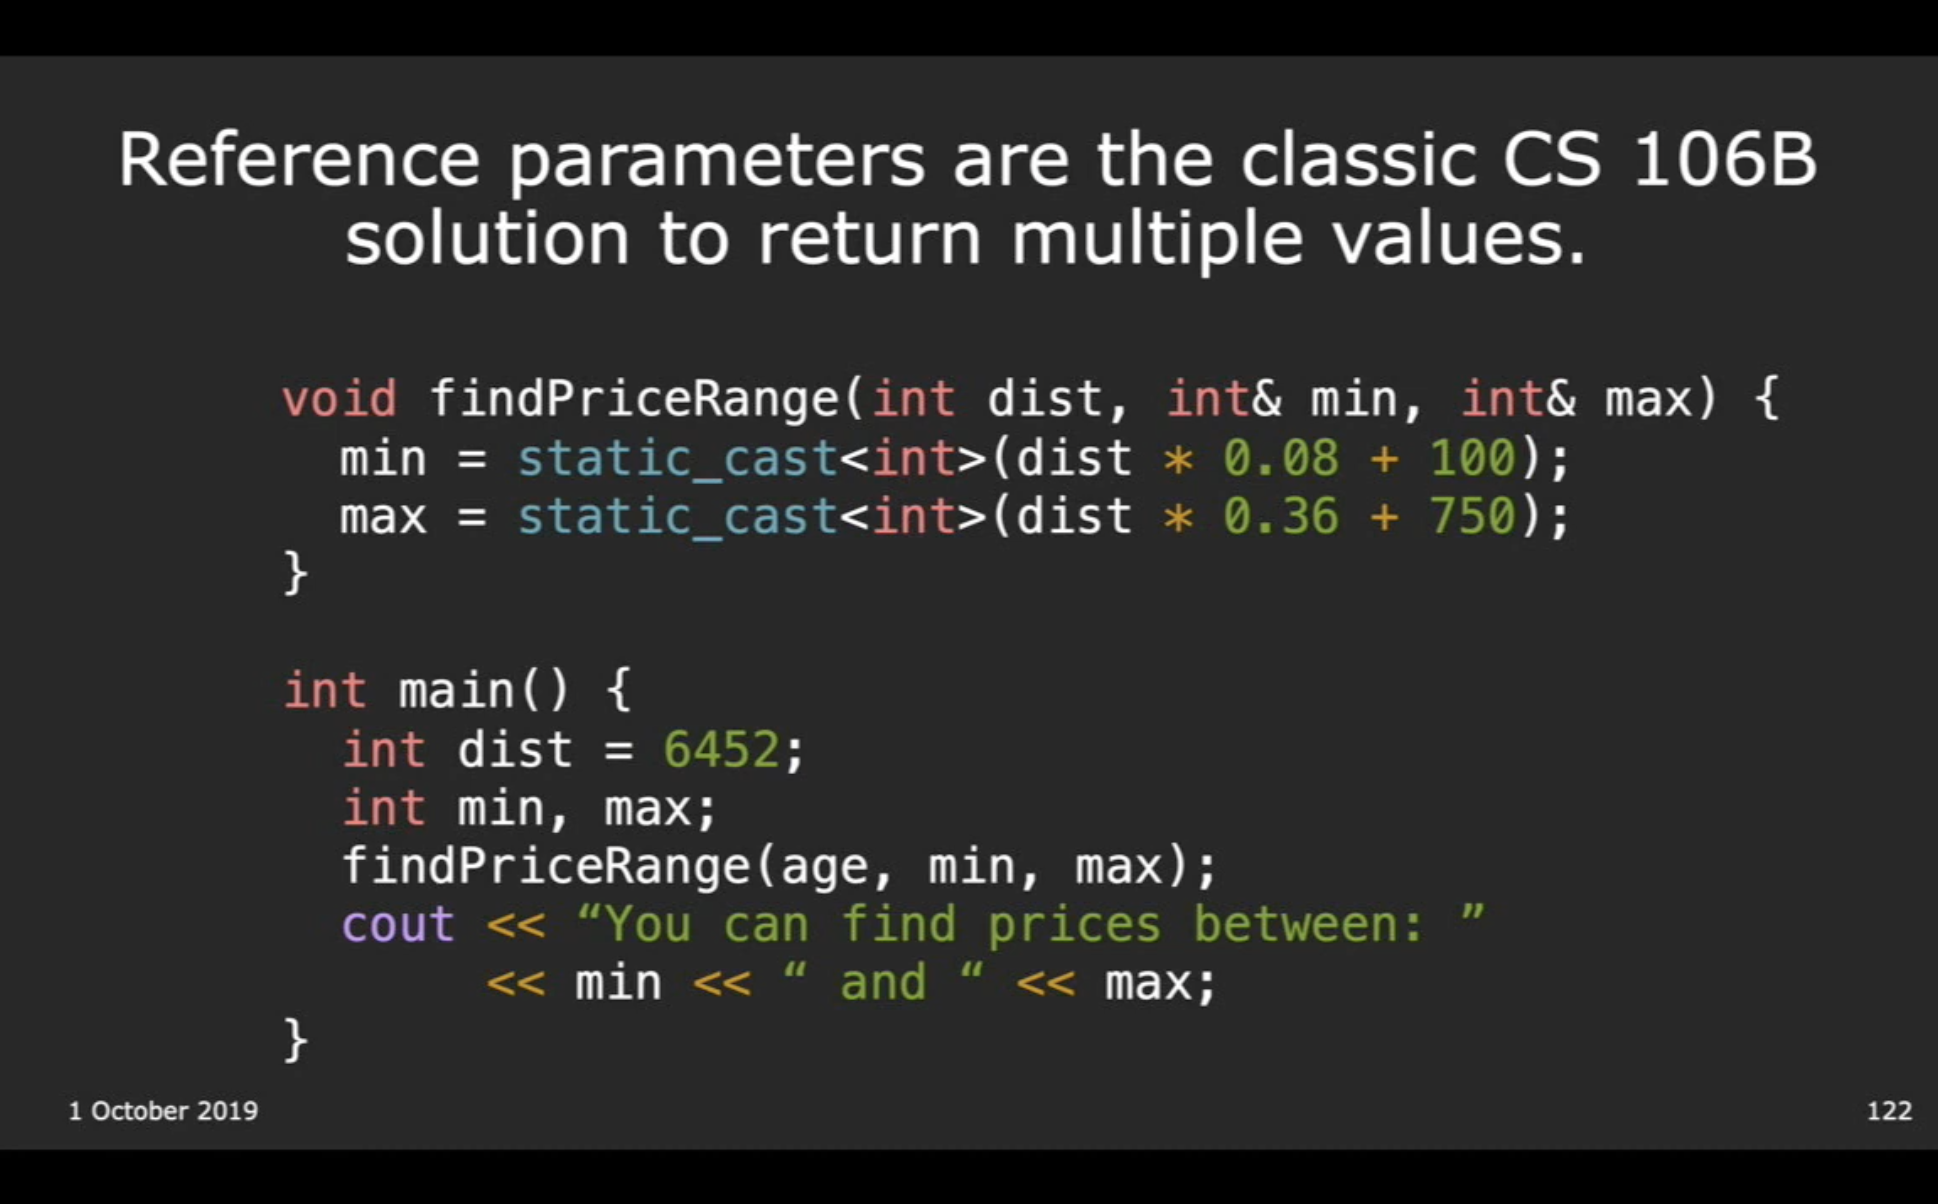 Reference parameters are the classic CS 106B
solution to return multiple values.
void findPriceRange(int dist, int& min, int& max) {
  min = static_cast<int>(dist * 0.08 + 100);
  max = static_cast<int>(dist * 0.36 + 750);
}
int main() {
  int dist = 6452;
  int min, max;
  findPriceRange(age, min, max);
  cout << “You can find prices between: ”
       << min << “ and “ << max;
}
1 October 2019
122